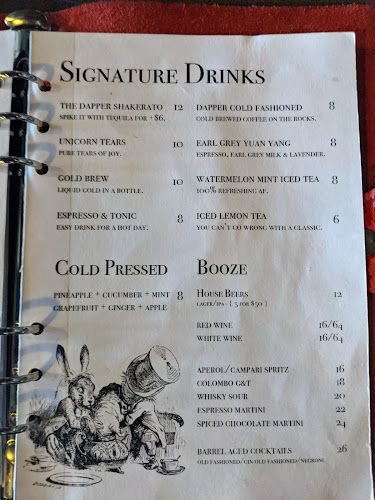 SIGNATURE DRINKS
THE DAPPER SHAKERATO 12
SPIKE IT WITH TEQUILA FOR + $6.
UNICORN TEARS 10
PURE TEARS OF JOY.
COLD BREW 10
LIQUID GOLD IN A BOTTLE.
ESPRESSO & TONIC 8
EASY DRINK FOR A HOT DAY.
DAPPER COLD FASHIONED 8
COLD BREWED COFFEE ON THE ROCKS.
EARL GREY YUAN YANG 8
ESPRESSO, EARL GREY MILK & LAVENDER.
WATERMELON MINT ICED TEA 8
100% REFRESHING AF.
ICED LEMON TEA 6
YOU CAN'T GO WRONG WITH A CLASSIC.
COLD PRESSED
PINEAPPLE + CUCUMBER + MINT 8
GRAPEFRUIT + GINGER + APPLE
BOOZE
HOUSE BEERS 12
LAGER/IPA - ( 5 FOR $50 )
RED WINE 16/64
WHITE WINE 16/64
APEROL/CAMPARI SPRITZ 16
COLOMBO G&T 18
WHISKY SOUR 20
ESPRESSO MARTINI 22
SPICED CHOCOLATE MARTINI 24
BARREL AGED COCKTAILS 26
OLD FASHIONED/GIN OLD FASHIONED/NEGRONI